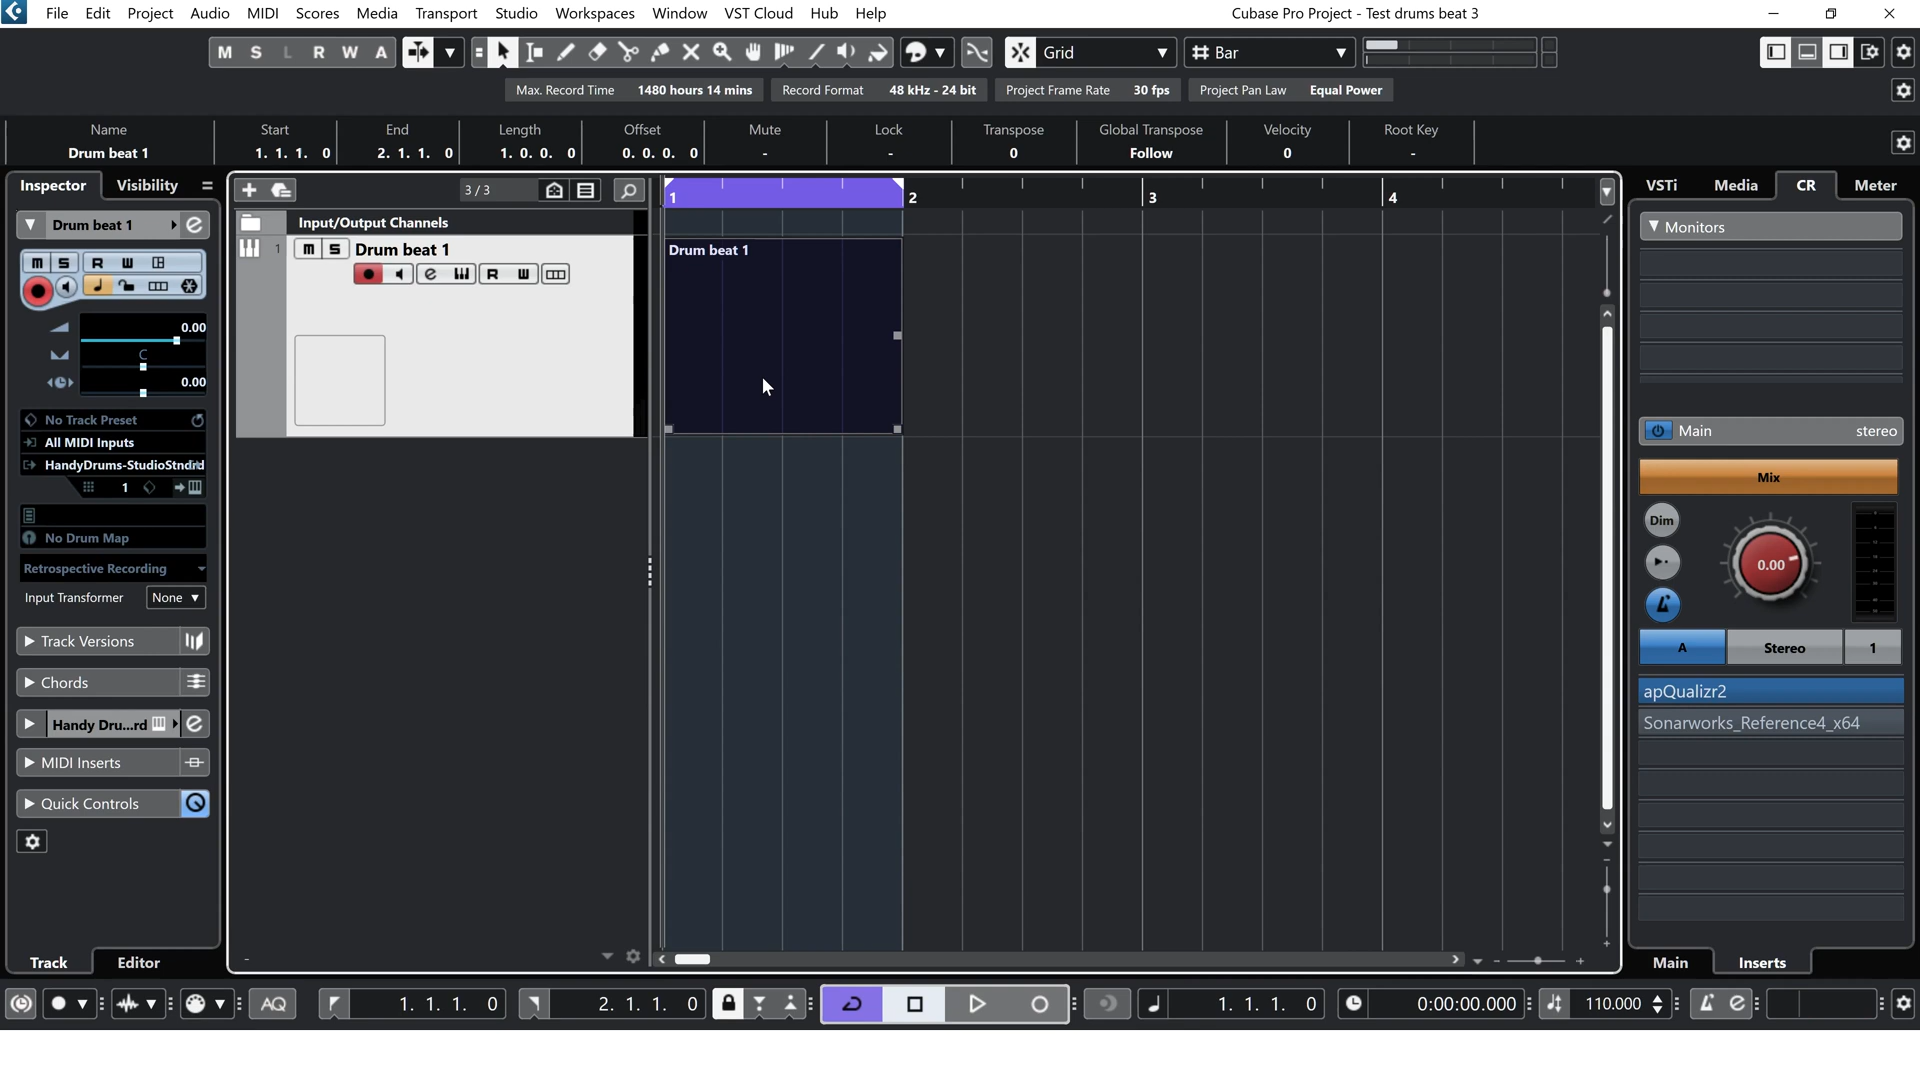 File Edit Project Audio MIDI Scores Media Transport Studio Workspaces Window VST Cloud Hub Help
Cubase Pro Project - Test drums beat 3
M S L R W A
Grid
Bar
Max. Record Time 1480 hours 14 mins
Record Format 48 kHz - 24 bit
Project Frame Rate 30 fps
Project Pan Law Equal Power
Name Start End Length Offset Mute Lock Transpose Global Transpose Velocity Root Key
Drum beat 1 1. 1. 1. 0 2. 1. 1. 0 1. 0. 0. 0 0. 0. 0. 0 - - 0 Follow 0 -
Inspector Visibility
3 / 3
1 2 3 4
VSTi Media CR Meter
Drum beat 1
Input/Output Channels
Monitors
1 m S Drum beat 1
Drum beat 1
m S R W
R W
0.00
C
0.00
No Track Preset
All MIDI Inputs
HandyDrums-StudioStndrd
1
No Drum Map
Retrospective Recording
Input Transformer None
Track Versions
Chords
Handy Dru...rd
MIDI Inserts
Quick Controls
Main stereo
Mix
Dim
0.00
A Stereo 1
apQualizr2
Sonarworks_Reference4_x64
Track Editor
Main Inserts
AQ
1. 1. 1. 0
2. 1. 1. 0
1. 1. 1. 0
0:00:00.000
110.000